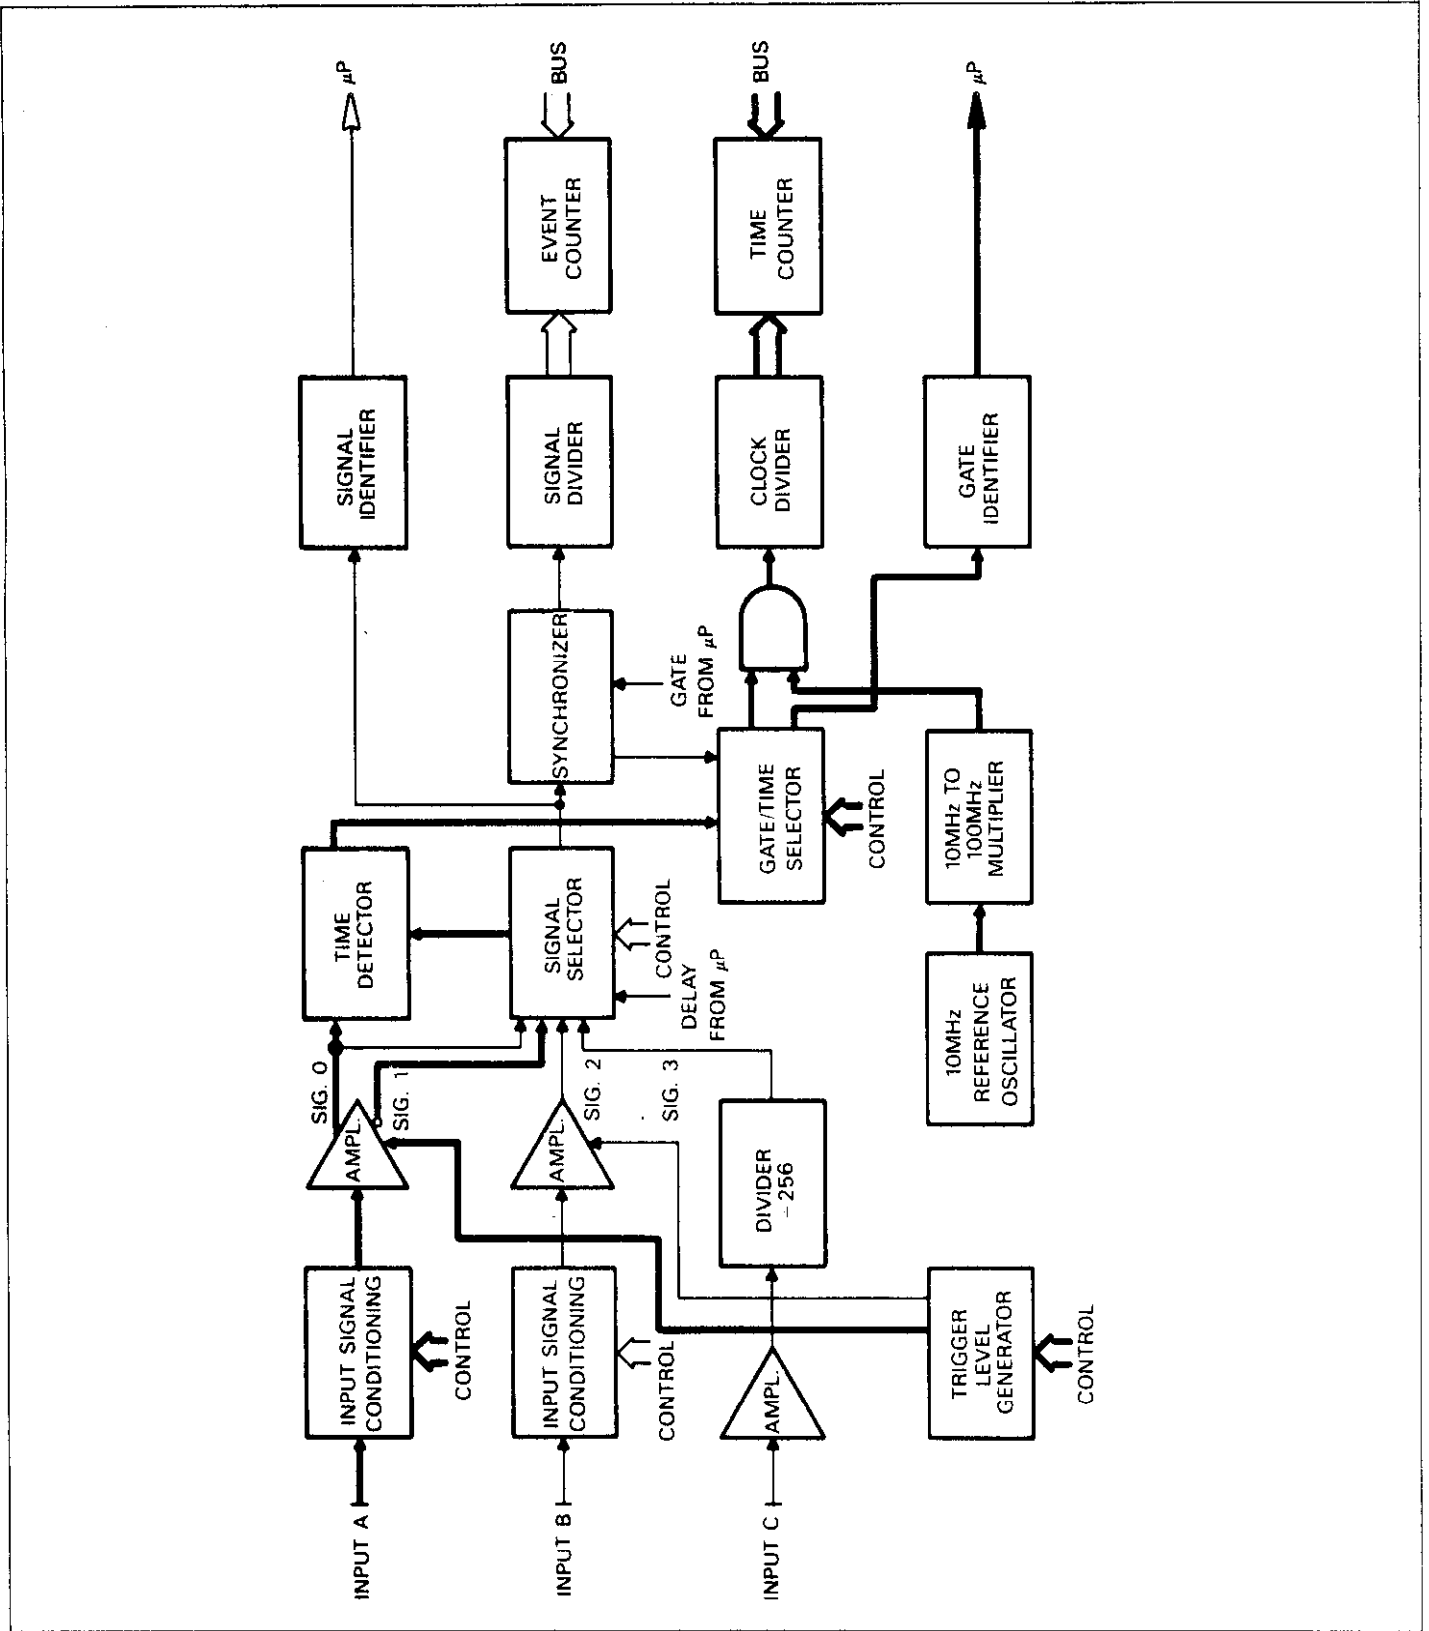 INPUT A
INPUT SIGNAL
CONDITIONING
CONTROL
AMPL.
SIG. 0
SIG. 1
TIME
DETECTOR
SIGNAL
IDENTIFIER
μP
INPUT B
INPUT SIGNAL
CONDITIONING
CONTROL
AMPL.
SIG. 2
SIG. 3
SIGNAL
SELECTOR
DELAY
FROM μP
CONTROL
SYNCHRONIZER
GATE
FROM μP
SIGNAL
DIVIDER
EVENT
COUNTER
BUS
INPUT C
AMPL.
DIVIDER
-256
GATE/TIME
SELECTOR
CONTROL
CLOCK
DIVIDER
TIME
COUNTER
BUS
TRIGGER
LEVEL
GENERATOR
CONTROL
10MHz
REFERENCE
OSCILLATOR
10MHz TO
100MHz
MULTIPLIER
GATE
IDENTIFIER
μP